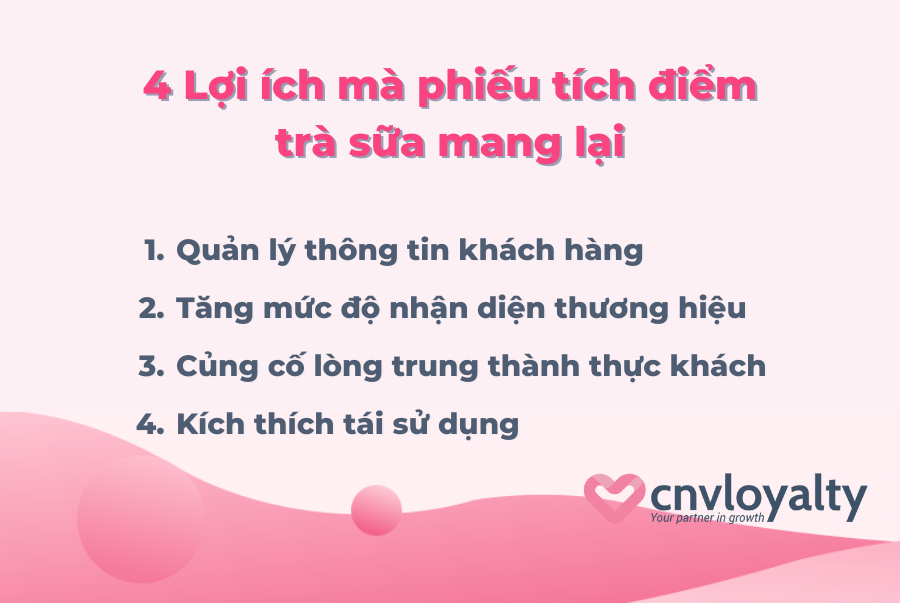 4 Lợi ích mà phiếu tích điểm
trà sữa mang lại
1. Quản lý thông tin khách hàng
2. Tăng mức độ nhận diện thương hiệu
3. Củng cố lòng trung thành thực khách
4. Kích thích tái sử dụng
cnvloyalty
Your partner in growth